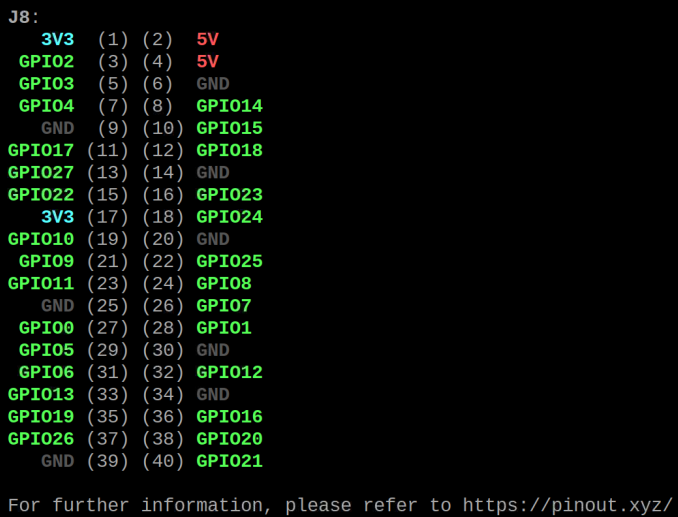 J8:
   3V3  (1) (2)  5V
 GPIO2  (3) (4)  5V
 GPIO3  (5) (6)  GND
 GPIO4  (7) (8)  GPIO14
   GND  (9) (10) GPIO15
GPIO17 (11) (12) GPIO18
GPIO27 (13) (14) GND
GPIO22 (15) (16) GPIO23
   3V3 (17) (18) GPIO24
GPIO10 (19) (20) GND
 GPIO9 (21) (22) GPIO25
GPIO11 (23) (24) GPIO8
   GND (25) (26) GPIO7
 GPIO0 (27) (28) GPIO1
 GPIO5 (29) (30) GND
 GPIO6 (31) (32) GPIO12
GPIO13 (33) (34) GND
GPIO19 (35) (36) GPIO16
GPIO26 (37) (38) GPIO20
   GND (39) (40) GPIO21
For further information, please refer to https://pinout.xyz/